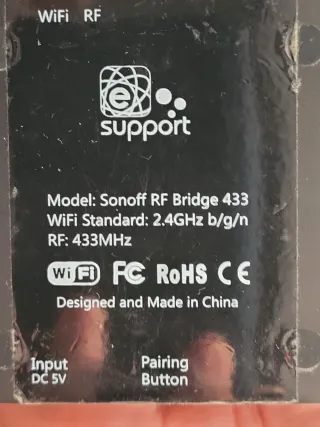 WiFi RF
e
support
Model: Sonoff RF Bridge 433
WiFi Standard: 2.4GHz b/g/n
RF: 433MHz
WiFi FC RoHS CE
Designed and Made in China
Input Pairing
DC 5V Button